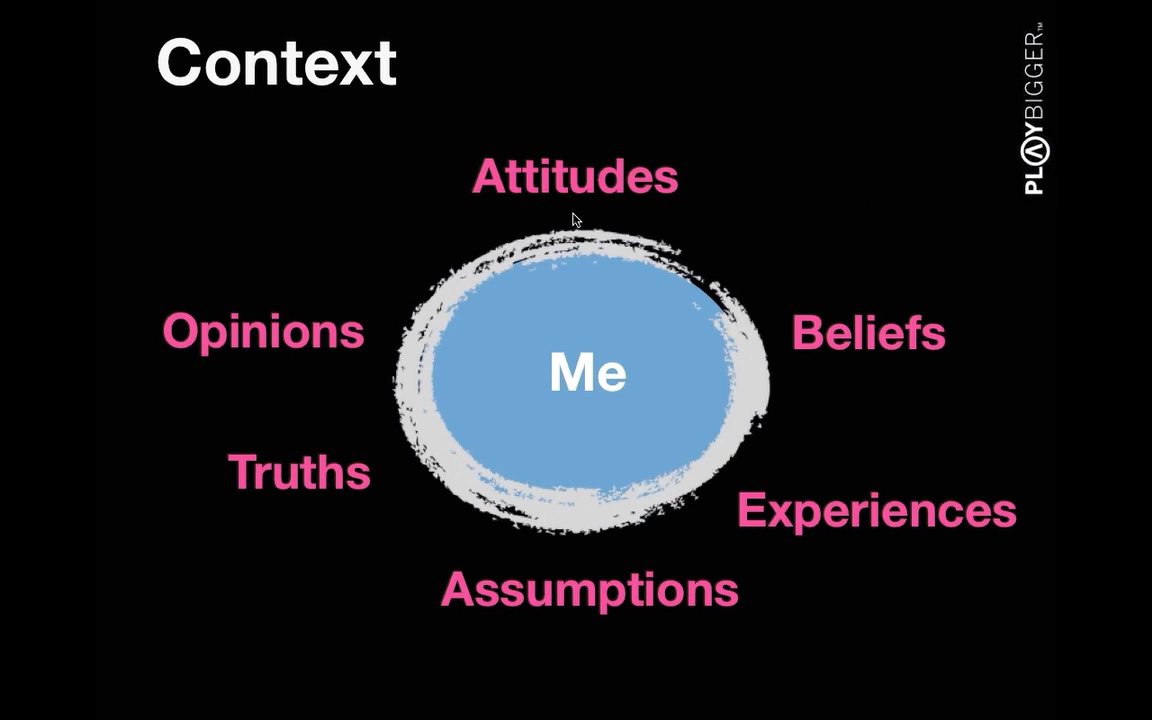 Context
PLAYBIGGER™
Attitudes
Opinions
Beliefs
Me
Truths
Experiences
Assumptions